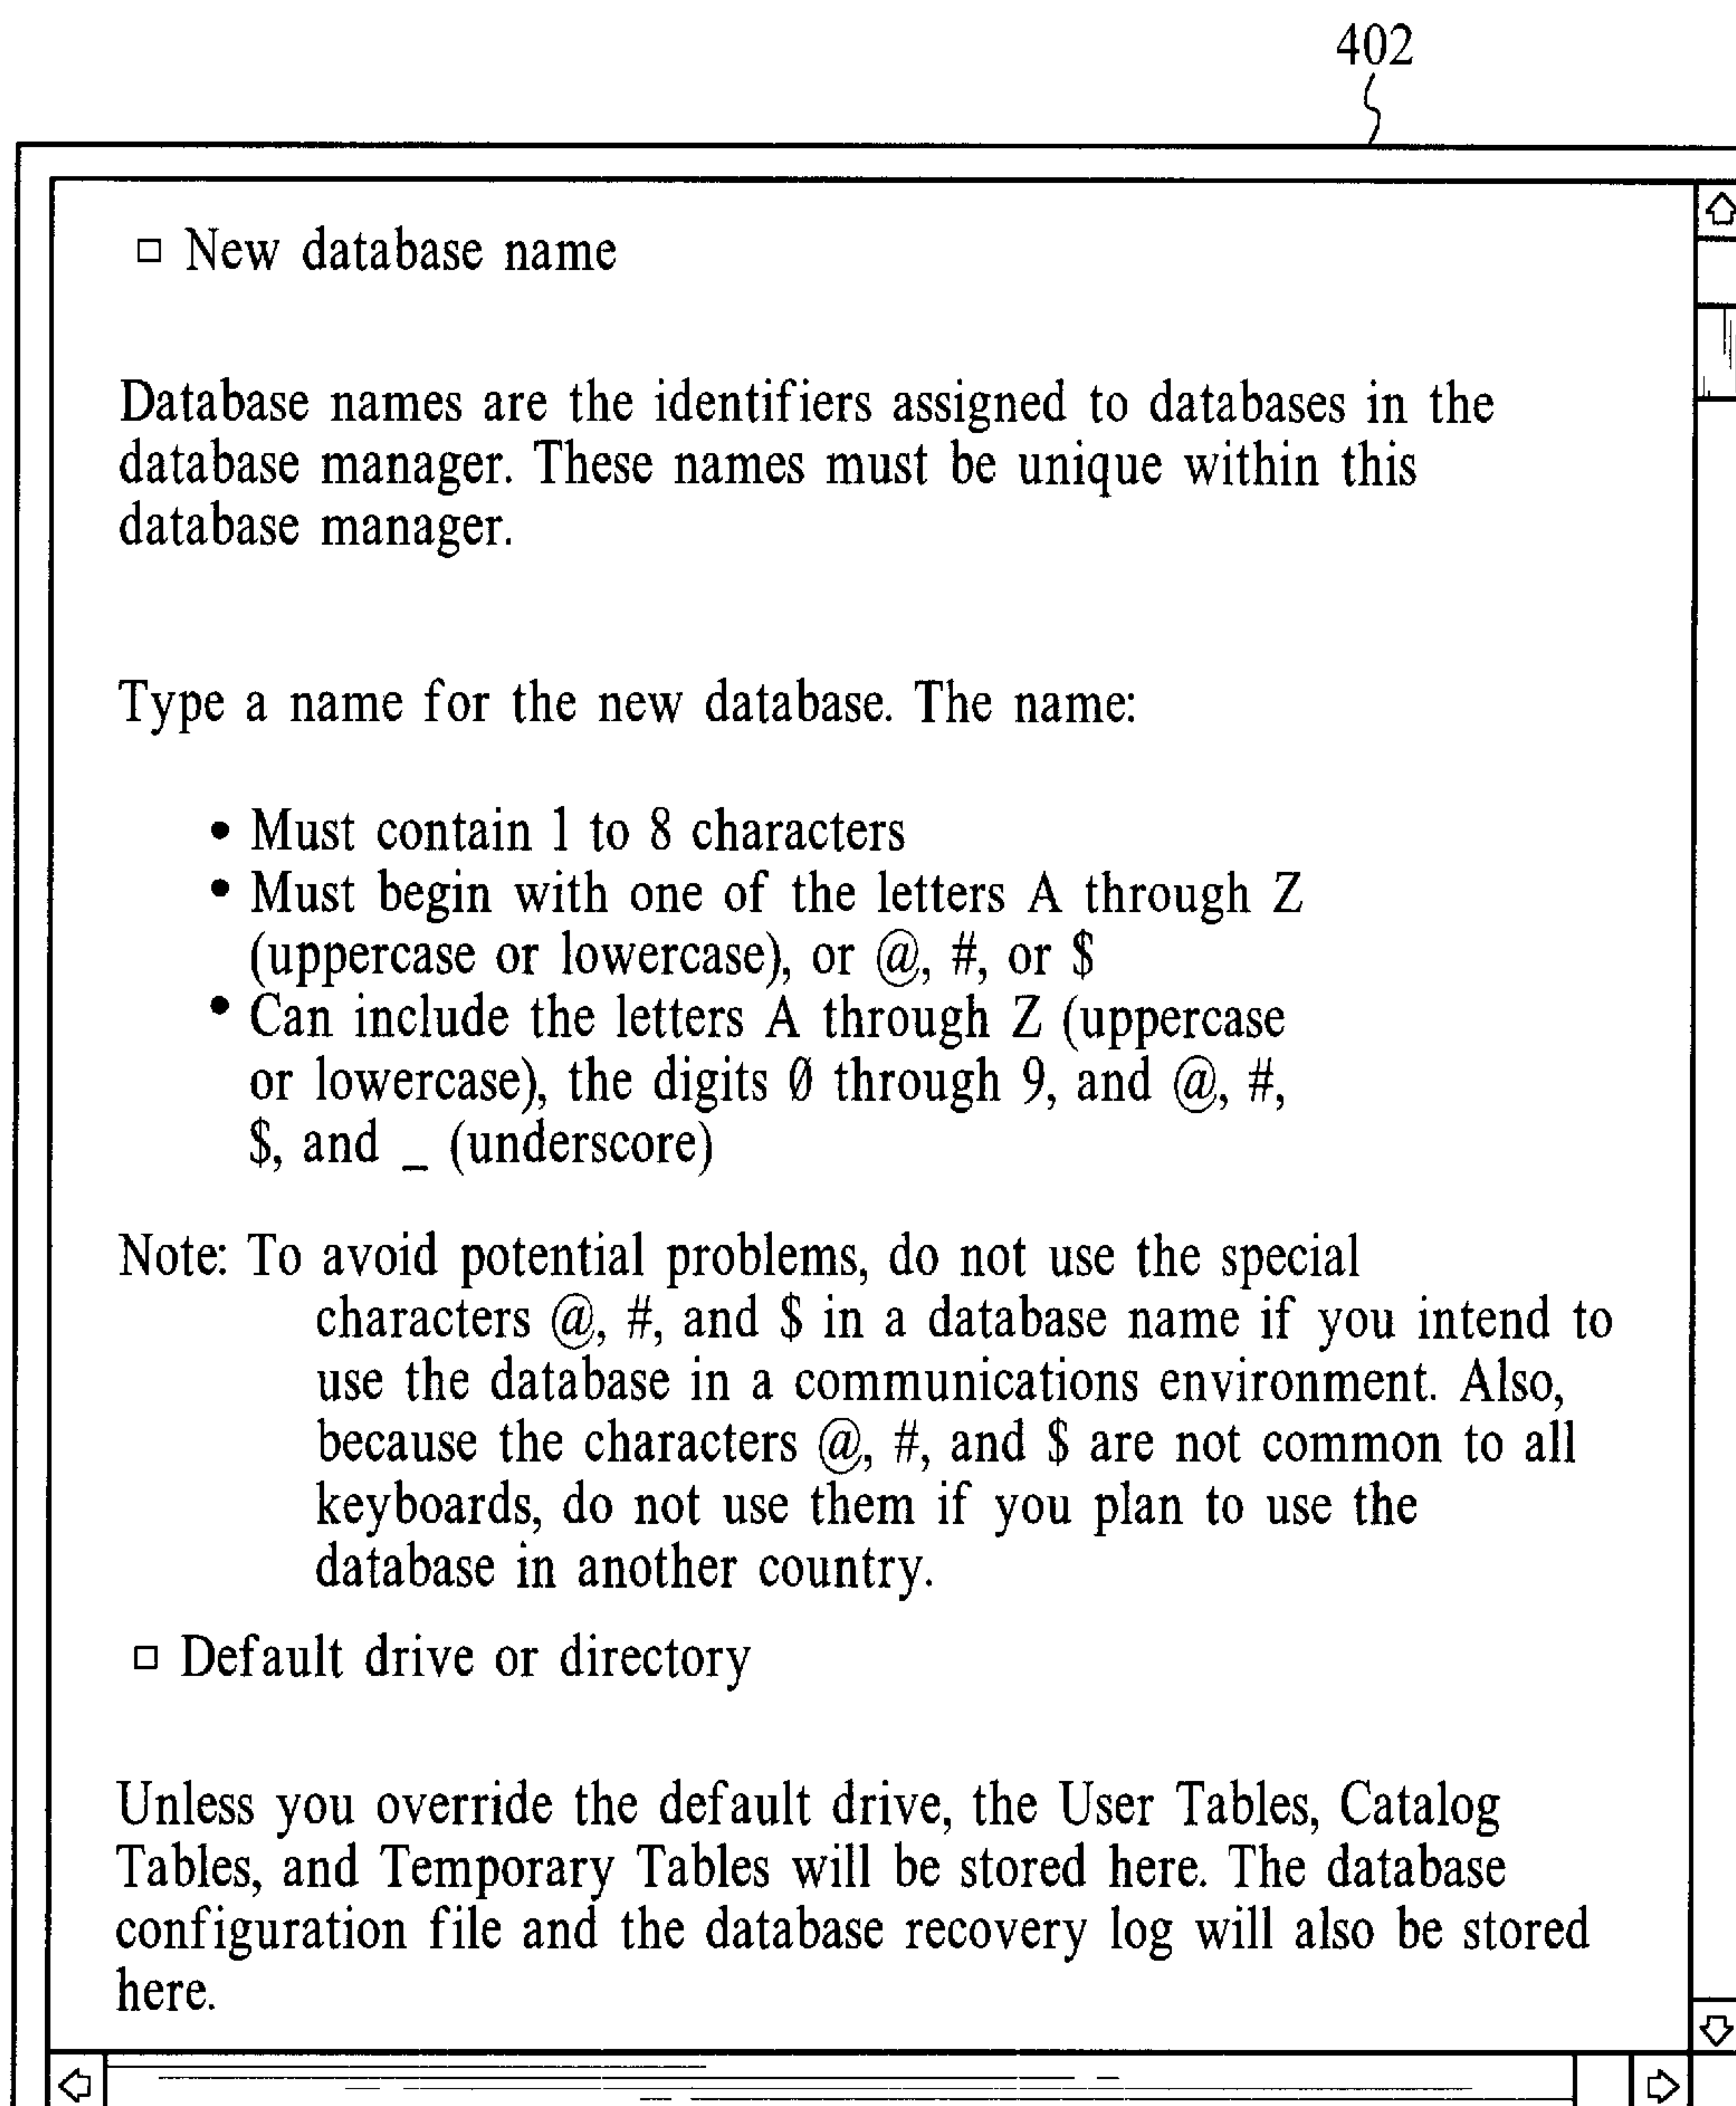 402
□ New database name
Database names are the identifiers assigned to databases in the
database manager. These names must be unique within this
database manager.
Type a name for the new database. The name:
• Must contain 1 to 8 characters
• Must begin with one of the letters A through Z
(uppercase or lowercase), or @, #, or $
• Can include the letters A through Z (uppercase
or lowercase), the digits 0 through 9, and @, #,
$, and _ (underscore)
Note: To avoid potential problems, do not use the special
characters @, #, and $ in a database name if you intend to
use the database in a communications environment. Also,
because the characters @, #, and $ are not common to all
keyboards, do not use them if you plan to use the
database in another country.
□ Default drive or directory
Unless you override the default drive, the User Tables, Catalog
Tables, and Temporary Tables will be stored here. The database
configuration file and the database recovery log will also be stored
here.